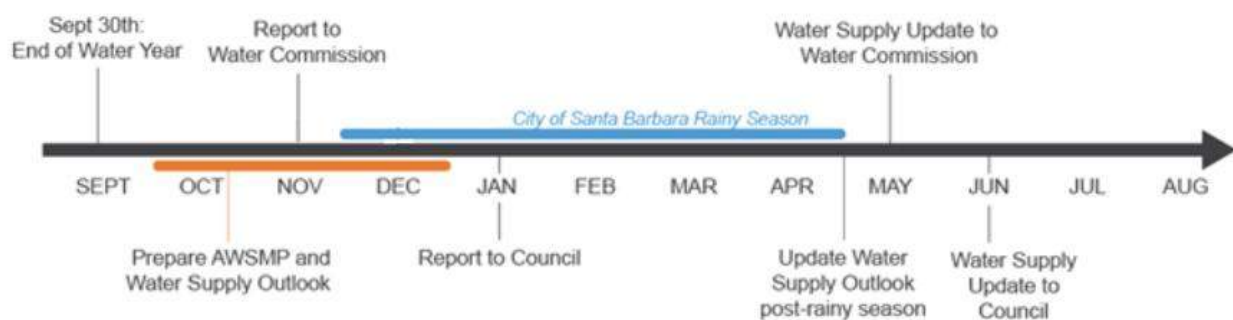 Sept 30th:
End of Water Year
Report to
Water Commission
Water Supply Update to
Water Commission
City of Santa Barbara Rainy Season
SEPT OCT NOV DEC JAN FEB MAR APR MAY JUN JUL AUG
Prepare AWSMP and
Water Supply Outlook
Report to Council
Update Water
Supply Outlook
post-rainy season
Water Supply
Update to
Council